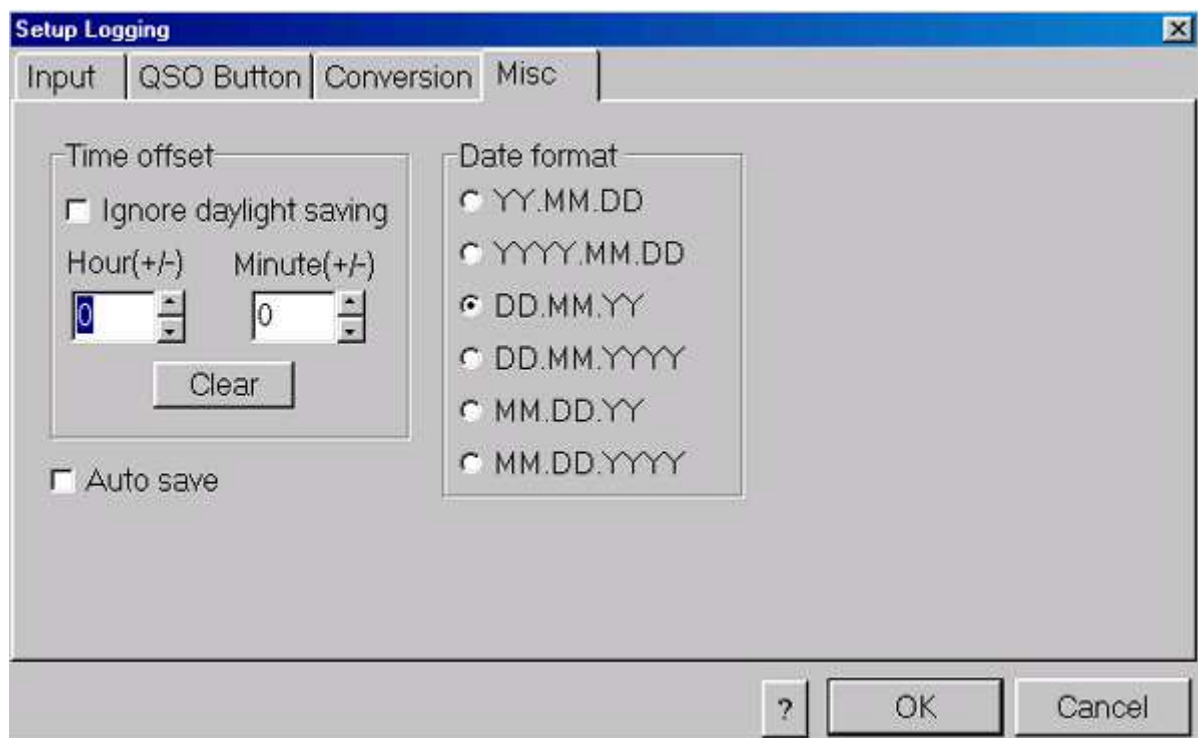 Setup Logging
Input QSO Button Conversion Misc
Time offset
Ignore daylight saving
Hour(+/-) Minute(+/-)
0 0
Clear
Auto save
Date format
YY.MM.DD
YYYY.MM.DD
DD.MM.YY
DD.MM.YYYY
MM.DD.YY
MM.DD.YYYY
? OK Cancel